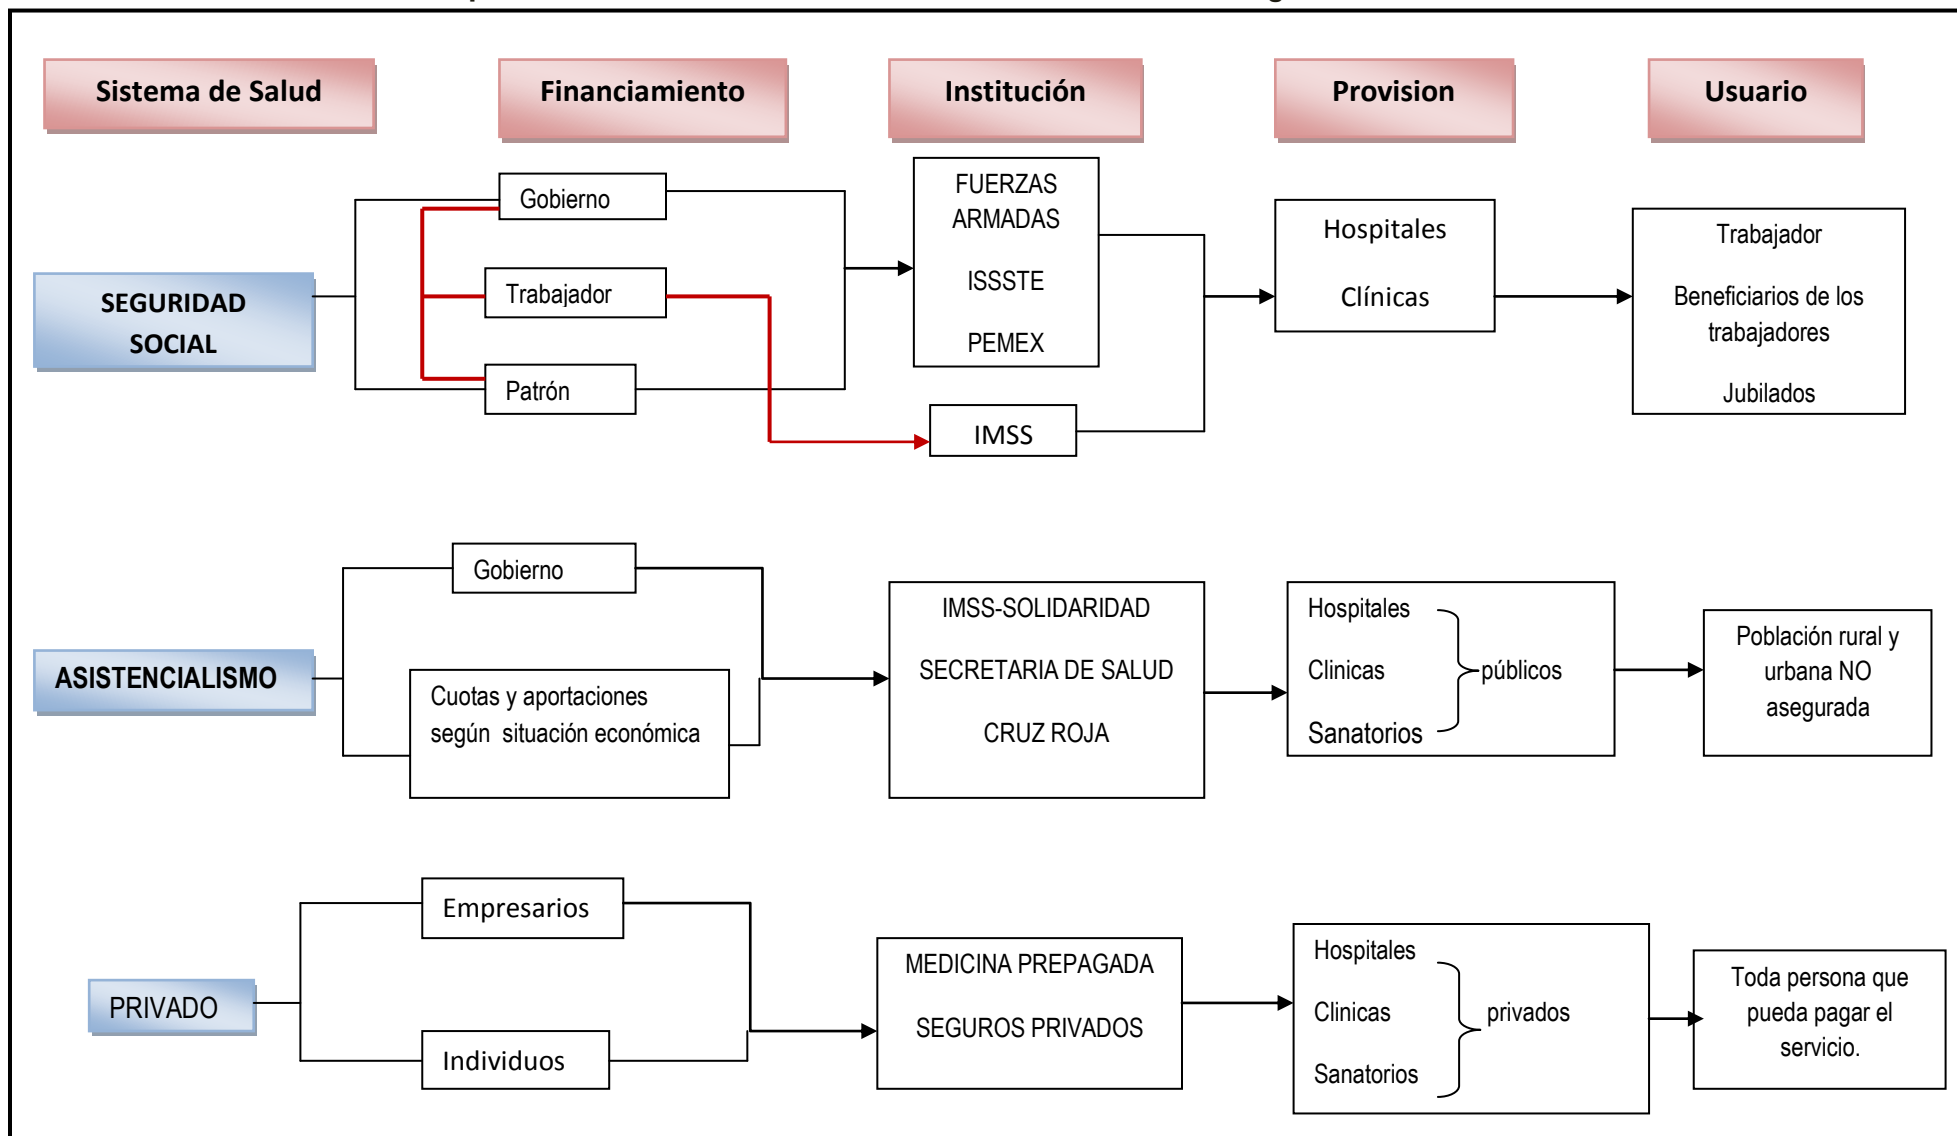 Sistema de Salud
Financiamiento
Institución
Provision
Usuario
SEGURIDAD
SOCIAL
Gobierno
Trabajador
Patrón
FUERZAS
ARMADAS
ISSSTE
PEMEX
IMSS
Hospitales
Clínicas
Trabajador
Beneficiarios de los
trabajadores
Jubilados
ASISTENCIALISMO
Gobierno
Cuotas y aportaciones
según situación económica
IMSS-SOLIDARIDAD
SECRETARIA DE SALUD
CRUZ ROJA
Hospitales
Clinicas
Sanatorios
públicos
Población rural y
urbana NO
asegurada
PRIVADO
Empresarios
Individuos
MEDICINA PREPAGADA
SEGUROS PRIVADOS
Hospitales
Clinicas
Sanatorios
privados
Toda persona que
pueda pagar el
servicio.